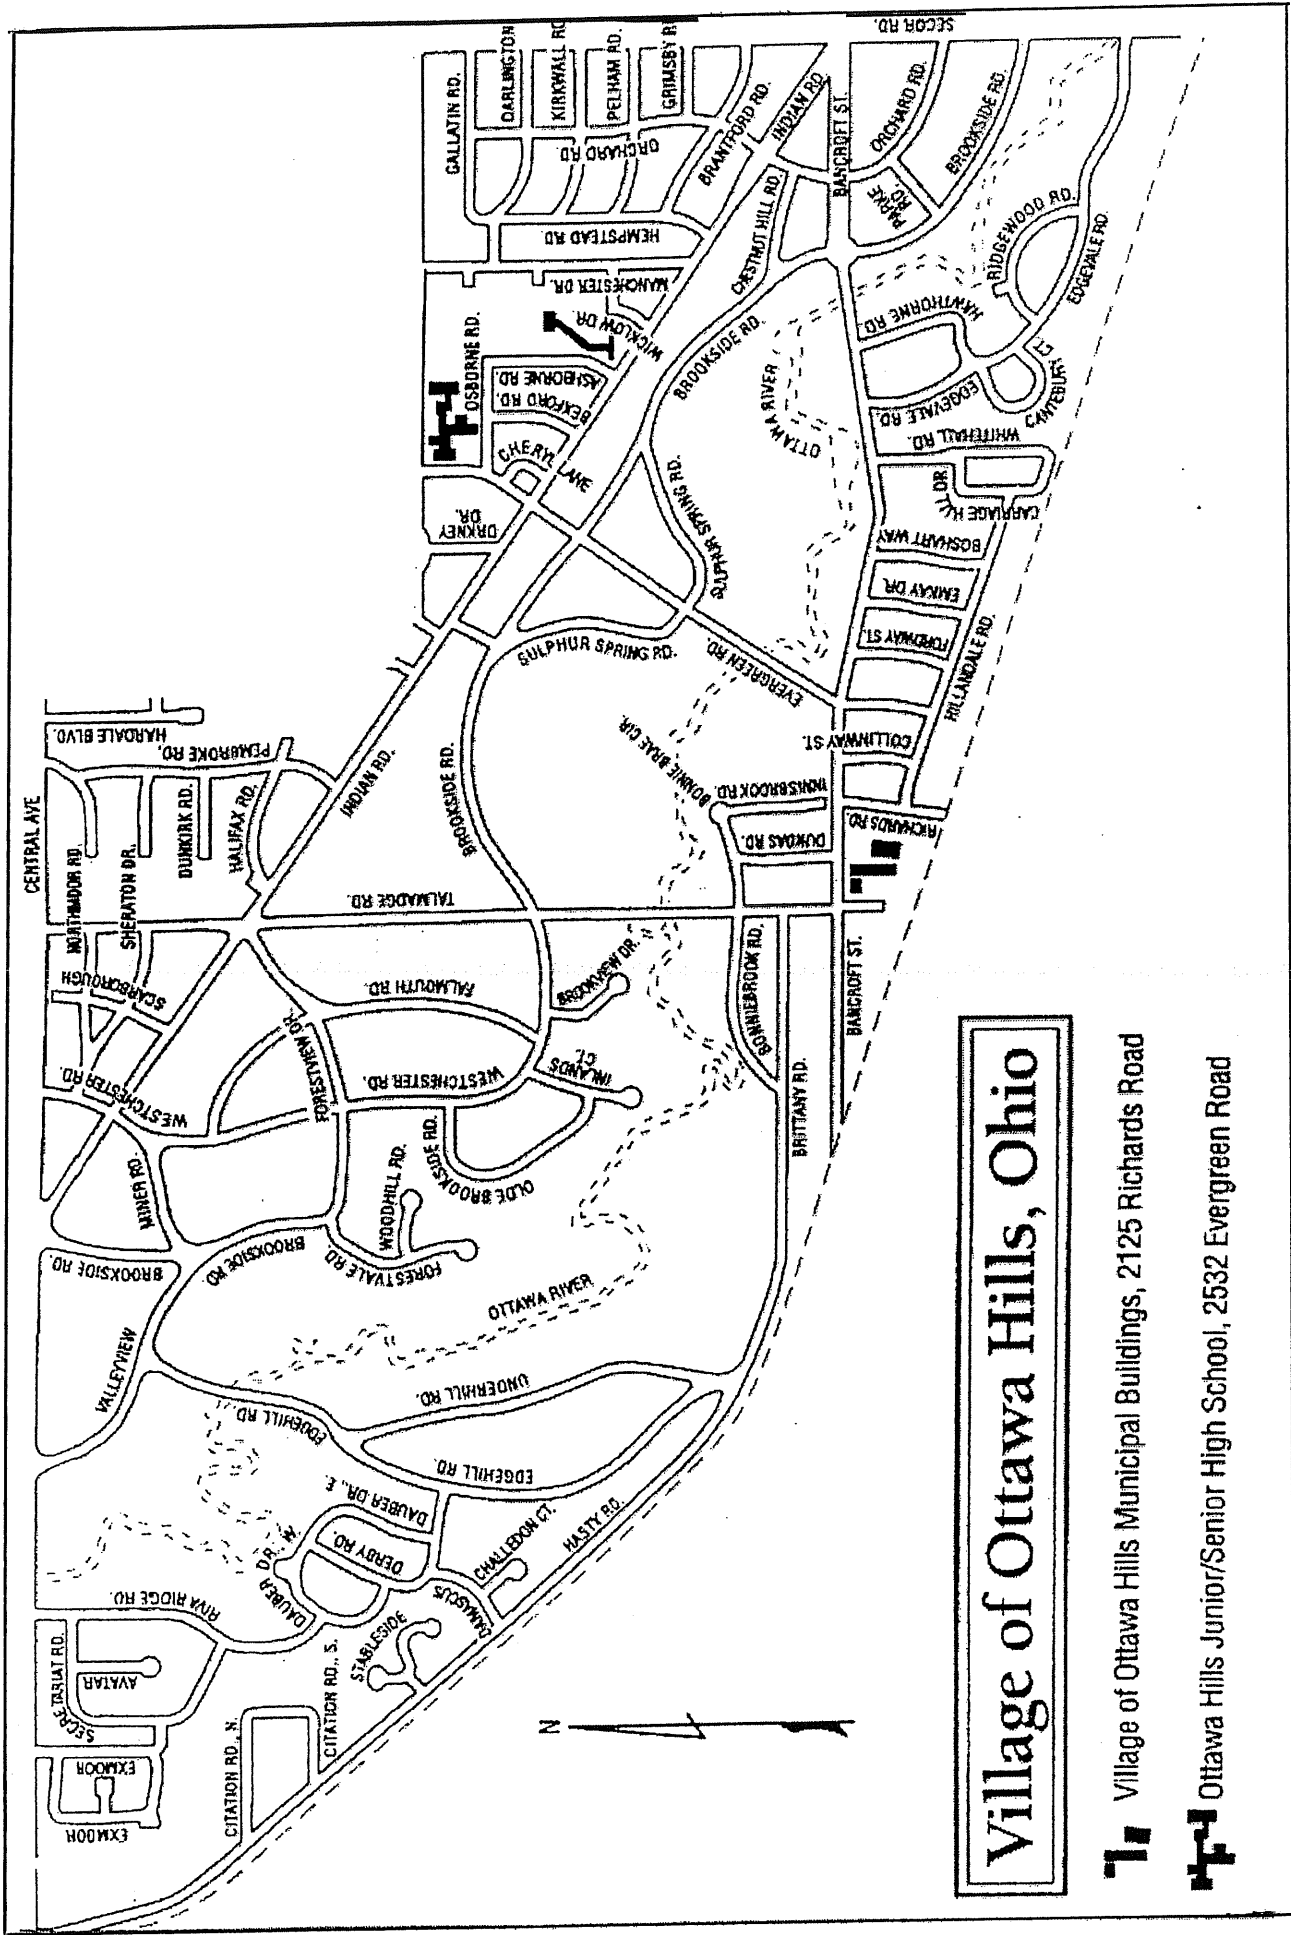 Village of Ottawa Hills, Ohio
Village of Ottawa Hills Municipal Buildings, 2125 Richards Road
Ottawa Hills Junior/Senior High School, 2532 Evergreen Road
N
CENTRAL AVE
EXMOOR
EXMOOR
SECRETARIAT RD.
AVATAR
RIVA RIDGE RD.
CITATION RD., N.
CITATION RD., S.
STABLESIDE
DAUBER DR., W.
DAUBER DR., E.
DERBY RD.
DAMASCUS
CHALLEDON CT.
HASTY RD.
EDGEHILL RD.
EDGEHILL RD
UNDERHILL RD.
VALLEYVIEW
OTTAWA RIVER
BROOKSIDE RD.
BROOKSIDE RD.
MINER RD.
FORESTVALE RD.
WOODHILL RD.
OLDE BROOKSIDE RD.
WESTCHESTER RD.
WESTCHESTER RD.
WEST
FORESTVIEW DR.
FALMOUTH RD.
INLANDS CT.
BROOKVIEW DR.
SCARBOROUGH
NORTHMOOR RD.
SHERATON DR.
DUNKIRK RD.
HALIFAX RD.
PEMBROKE RD.
HARDALE BLVD.
TALMADGE RD.
INDIAN RD.
BROOKSIDE RD.
BRITTANY RD.
BANCROFT ST.
BONNIEBROOK RD.
DUKDAS RD.
INNISBROOK RD.
BONNIE BRAE CIR.
RICHARDS RD.
COLLINWAY ST.
HILLANDALE RD.
FORDWAY ST.
EMKAY DR.
BOSHART WAY
CARRIAGE HILL DR
WHITEHALL RD.
CANTEBURY CT.
EDGEVALE RD.
HAWTHORNE RD.
RIDGEWOOD RD.
EDGEVALE RD.
EVERGREEN RD.
SULPHUR SPRING RD.
SULPHUR SPRING RD.
OTTAWA RIVER
BROOKSIDE RD.
CHESTNUT HILL RD.
ORKNEY DR.
CHERYL LANE
BEXFORD RD.
ASHBORNE RD.
OSBORNE RD.
WICKLOW DR.
MANCHESTER DR.
HEMPSTEAD RD.
GALLATIN RD.
DARLINGTON
KIRKWALL RD
PELHAM RD.
GRIMSBY R
ORCHARD RD.
BRANTFORD RD.
INDIAN RD.
BANCROFT ST.
PARKE RD.
ORCHARD RD.
BROOKSIDE RD.
SECOR RD.